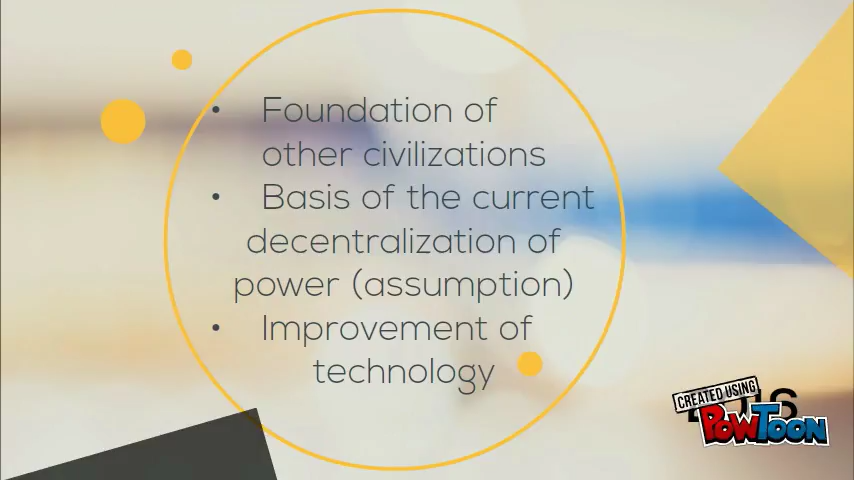 • Foundation of
other civilizations
• Basis of the current
decentralization of
power (assumption)
• Improvement of
technology
CREATED USING
POWTOON